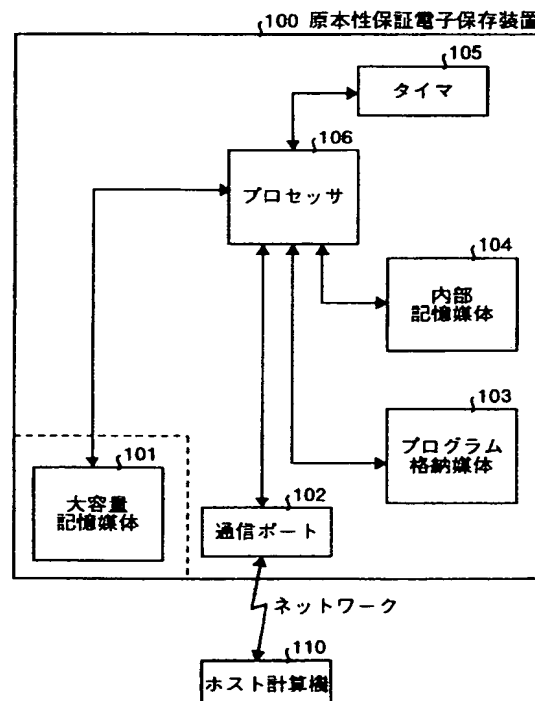 100 原本性保証電子保存装置
105
タイマ
106
プロセッサ
104
内部
記憶媒体
103
プログラム
格納媒体
101
大容量
記憶媒体
102
通信ポート
ネットワーク
110
ホスト計算機